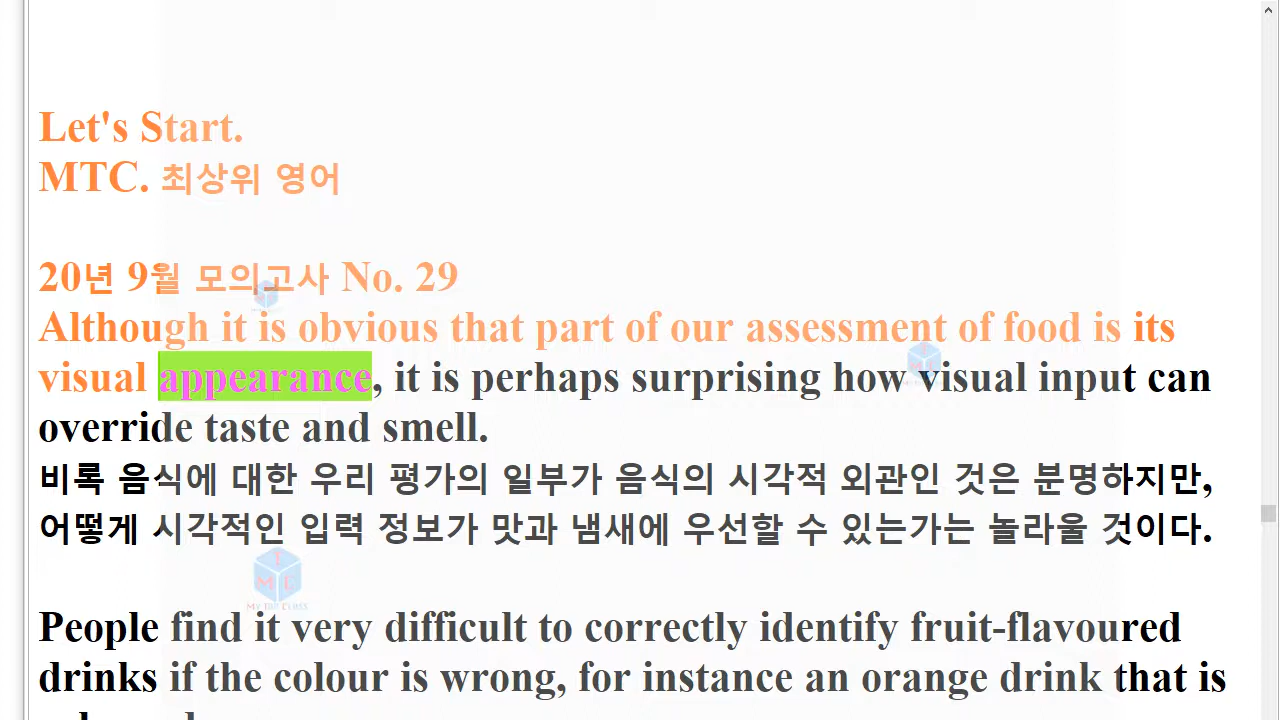 Let's Start.
MTC. 최상위 영어
20년 9월 모의고사 No. 29
Although it is obvious that part of our assessment of food is its
visual appearance, it is perhaps surprising how visual input can
override taste and smell.
비록 음식에 대한 우리 평가의 일부가 음식의 시각적 외관인 것은 분명하지만,
어떻게 시각적인 입력 정보가 맛과 냄새에 우선할 수 있는가는 놀라울 것이다.
T
M E
MY TOP CLASS
People find it very difficult to correctly identify fruit-flavoured
drinks if the colour is wrong, for instance an orange drink that is